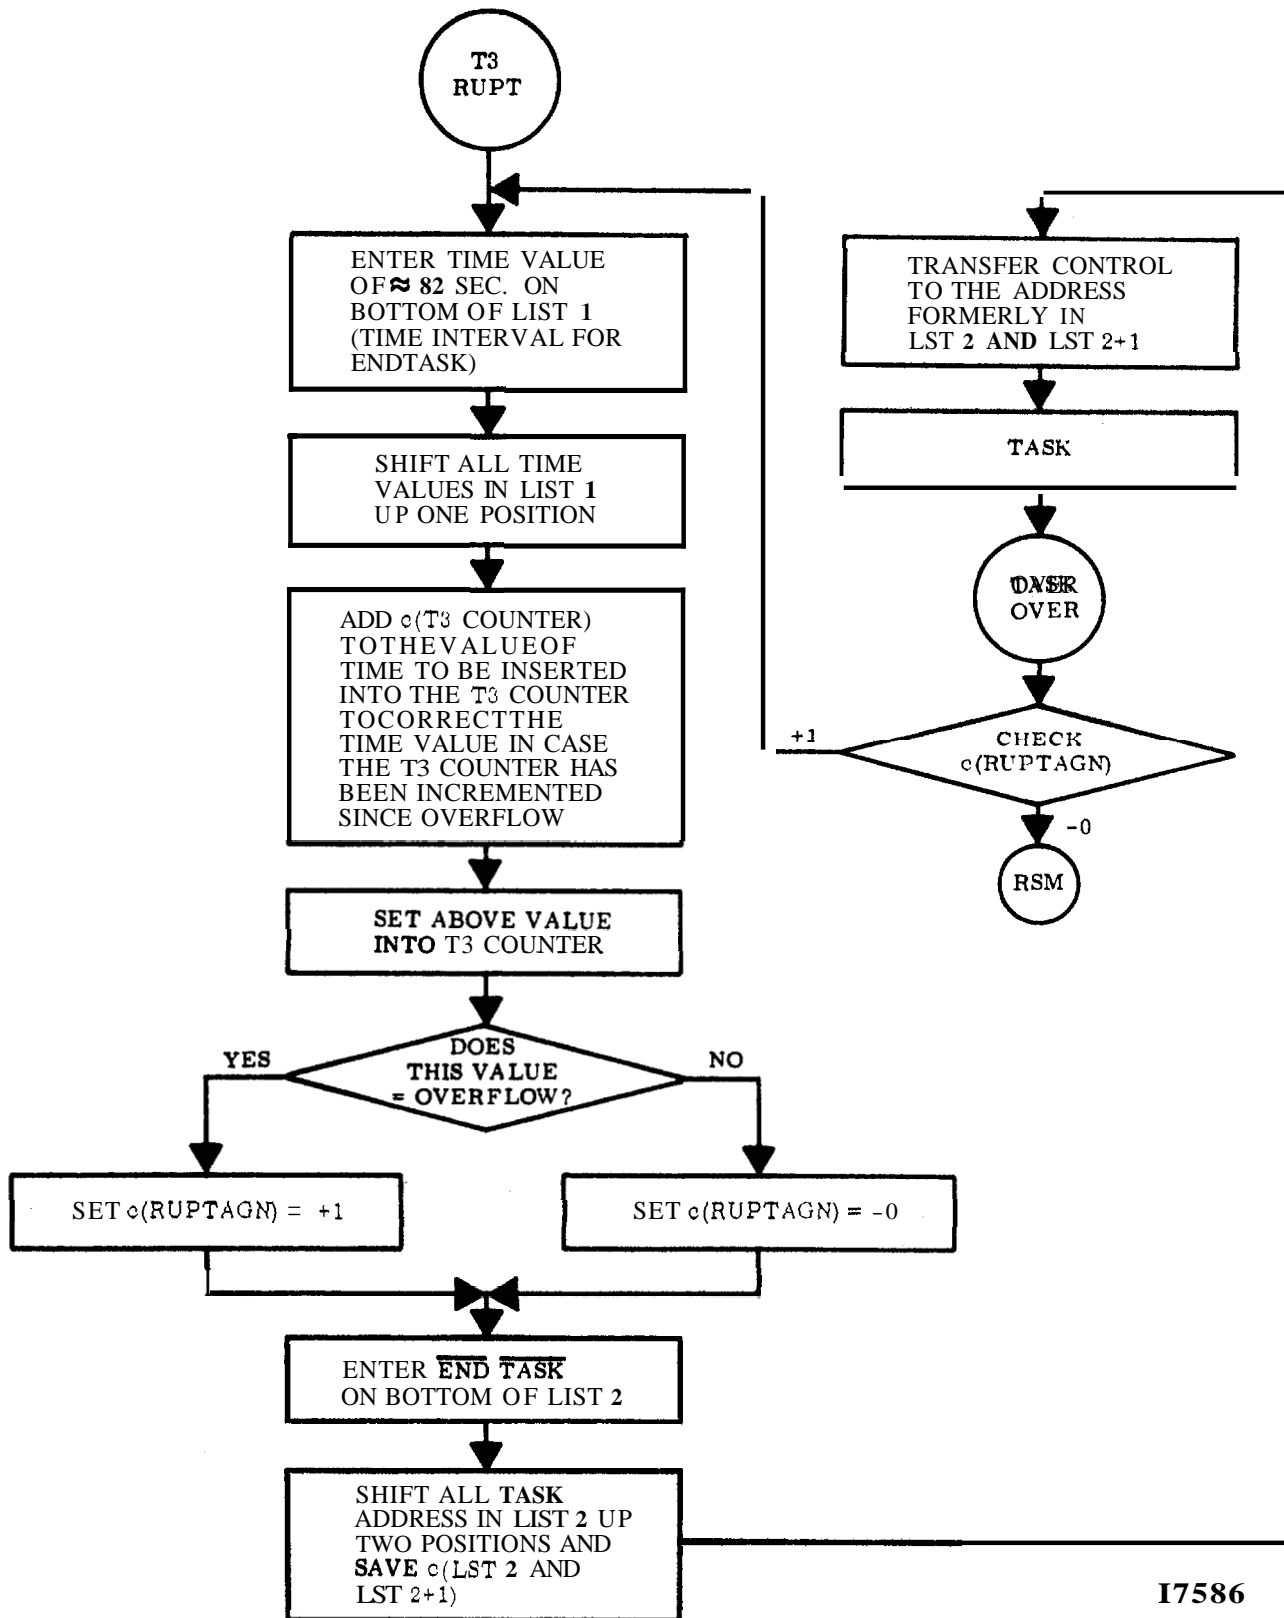 T3
RUPT
ENTER TIME VALUE
OF ≈ 82 SEC. ON
BOTTOM OF LIST 1
(TIME INTERVAL FOR
ENDTASK)
SHIFT ALL TIME
VALUES IN LIST 1
UP ONE POSITION
ADD c(T3 COUNTER)
TO THE VALUE OF
TIME TO BE INSERTED
INTO THE T3 COUNTER
TO CORRECT THE
TIME VALUE IN CASE
THE T3 COUNTER HAS
BEEN INCREMENTED
SINCE OVERFLOW
SET ABOVE VALUE
INTO T3 COUNTER
DOES
THIS VALUE
= OVERFLOW?
YES
NO
SET c(RUPTAGN) = +1
SET c(RUPTAGN) = -0
ENTER END TASK
ON BOTTOM OF LIST 2
SHIFT ALL TASK
ADDRESS IN LIST 2 UP
TWO POSITIONS AND
SAVE c(LST 2 AND
LST 2+1)
TRANSFER CONTROL
TO THE ADDRESS
FORMERLY IN
LST 2 AND LST 2+1
TASK
OVER
CHECK
c(RUPTAGN)
+1
-0
RSM
I7586